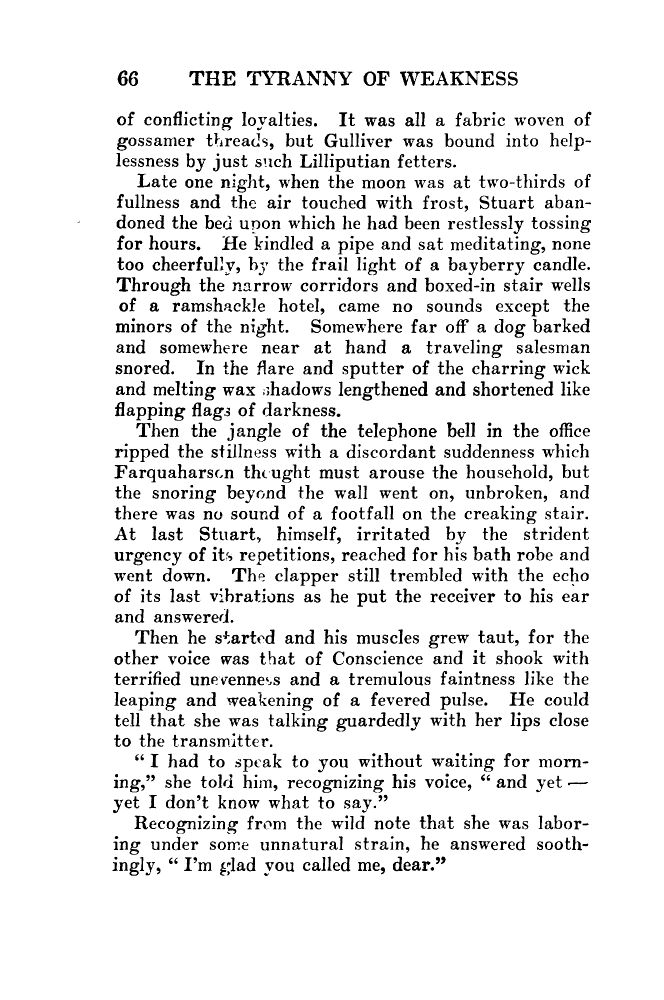 66 THE TYRANNY OF WEAKNESS
of conflicting loyalties. It was all a fabric woven of
gossamer threads, but Gulliver was bound into help-
lessness by just such Lilliputian fetters.
Late one night, when the moon was at two-thirds of
fullness and the air touched with frost, Stuart aban-
doned the bed upon which he had been restlessly tossing
for hours. He kindled a pipe and sat meditating, none
too cheerfully, by the frail light of a bayberry candle.
Through the narrow corridors and boxed-in stair wells
of a ramshackle hotel, came no sounds except the
minors of the night. Somewhere far off a dog barked
and somewhere near at hand a traveling salesman
snored. In the flare and sputter of the charring wick
and melting wax shadows lengthened and shortened like
flapping flags of darkness.
Then the jangle of the telephone bell in the office
ripped the stillness with a discordant suddenness which
Farquaharson thought must arouse the household, but
the snoring beyond the wall went on, unbroken, and
there was no sound of a footfall on the creaking stair.
At last Stuart, himself, irritated by the strident
urgency of its repetitions, reached for his bath robe and
went down. The clapper still trembled with the echo
of its last vibrations as he put the receiver to his ear
and answered.
Then he started and his muscles grew taut, for the
other voice was that of Conscience and it shook with
terrified unevenness and a tremulous faintness like the
leaping and weakening of a fevered pulse. He could
tell that she was talking guardedly with her lips close
to the transmitter.
“ I had to speak to you without waiting for morn-
ing,” she told him, recognizing his voice, “ and yet —
yet I don't know what to say.”
Recognizing from the wild note that she was labor-
ing under some unnatural strain, he answered sooth-
ingly, “ I'm glad you called me, dear.”